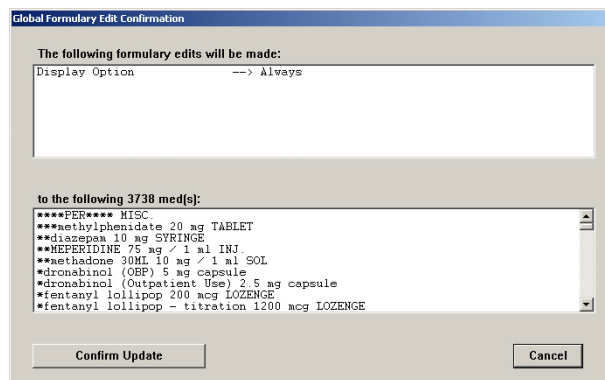 Global Formulary Edit Confirmation
The following formulary edits will be made:
Display Option --> Always
to the following 3738 med(s):
****PER**** MISC.
***methylphenidate 20 mg TABLET
**diazepam 10 mg SYRINGE
**MEPERIDINE 75 mg / 1 ml INJ.
**methadone 30ML 10 mg / 1 ml SOL
*dronabinol (OBP) 5 mg capsule
*dronabinol (Outpatient Use) 2.5 mg capsule
*fentanyl lollipop 200 mcg LOZENGE
*fentanyl lollipop - titration 1200 mcg LOZENGE
Confirm Update
Cancel